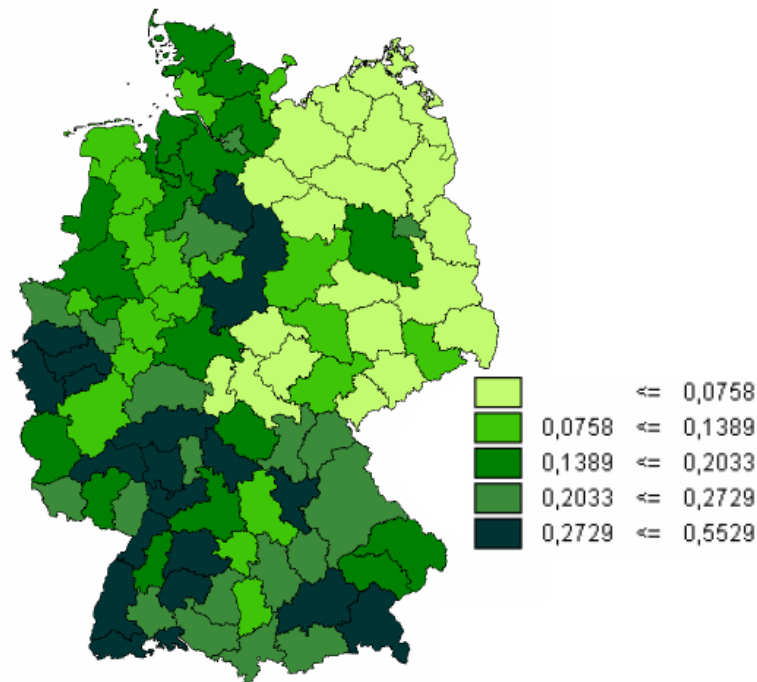 <= 0,0758
0,0758 <= 0,1389
0,1389 <= 0,2033
0,2033 <= 0,2729
0,2729 <= 0,5529